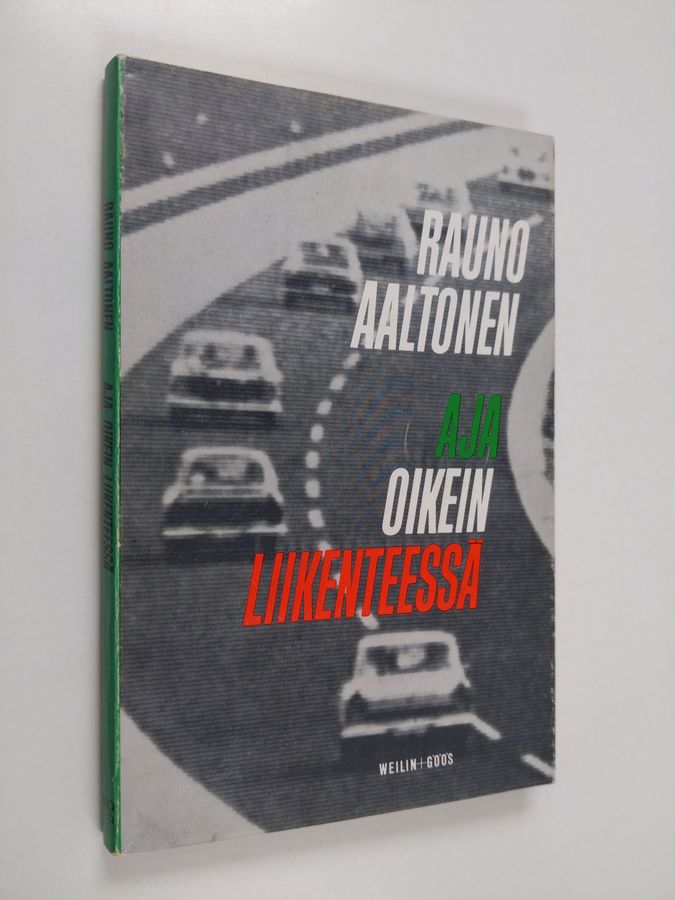 RAUNO
AALTONEN
AJA
OIKEIN
LIIKENTEESSÄ
WEILIN+GÖÖS
RAUNO AALTONEN AJA OIKEIN LIIKENTEESSÄ